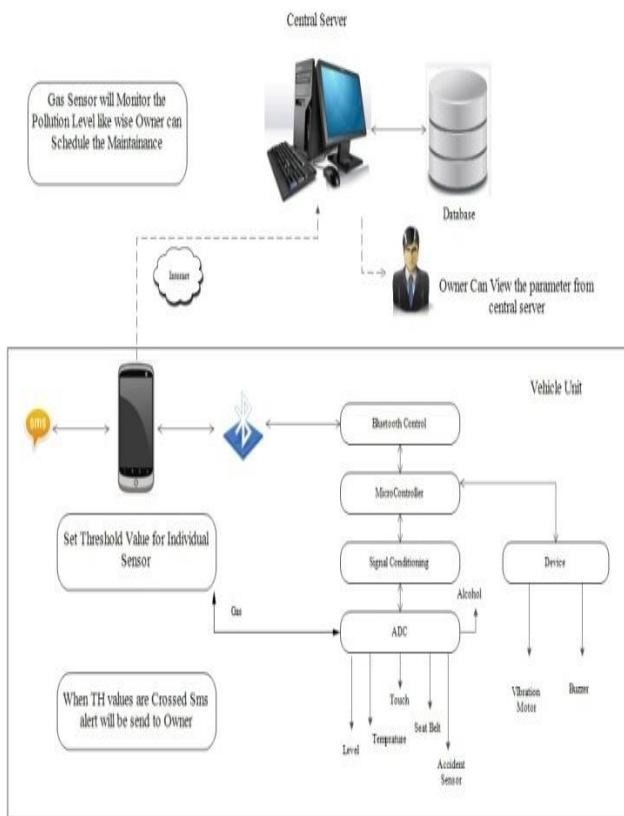 Central Server
Gas Sensor will Monitor the
Pollution Level like wise Owner can
Schedule the Maintainance
Database
Internet
Owner Can View the parameter from
central server
Vehicle Unit
sms
Bluetooth Control
MicroController
Set Threshold Value for Individual
Sensor
Signal Conditioning
Device
Gas
Alcohol
ADC
When TH values are Crossed Sms
alert will be send to Owner
Touch
Vibration
Motor
Buzzer
Seat Belt
Temprature
Level
Accident
Sensor